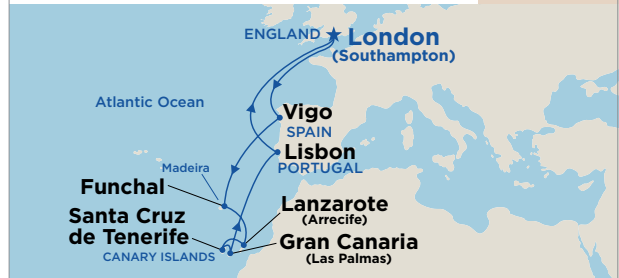 ENGLAND
London
(Southampton)
Atlantic Ocean
Vigo
SPAIN
Lisbon
PORTUGAL
Madeira
Funchal
Lanzarote
(Arrecife)
Santa Cruz
de Tenerife
CANARY ISLANDS
Gran Canaria
(Las Palmas)